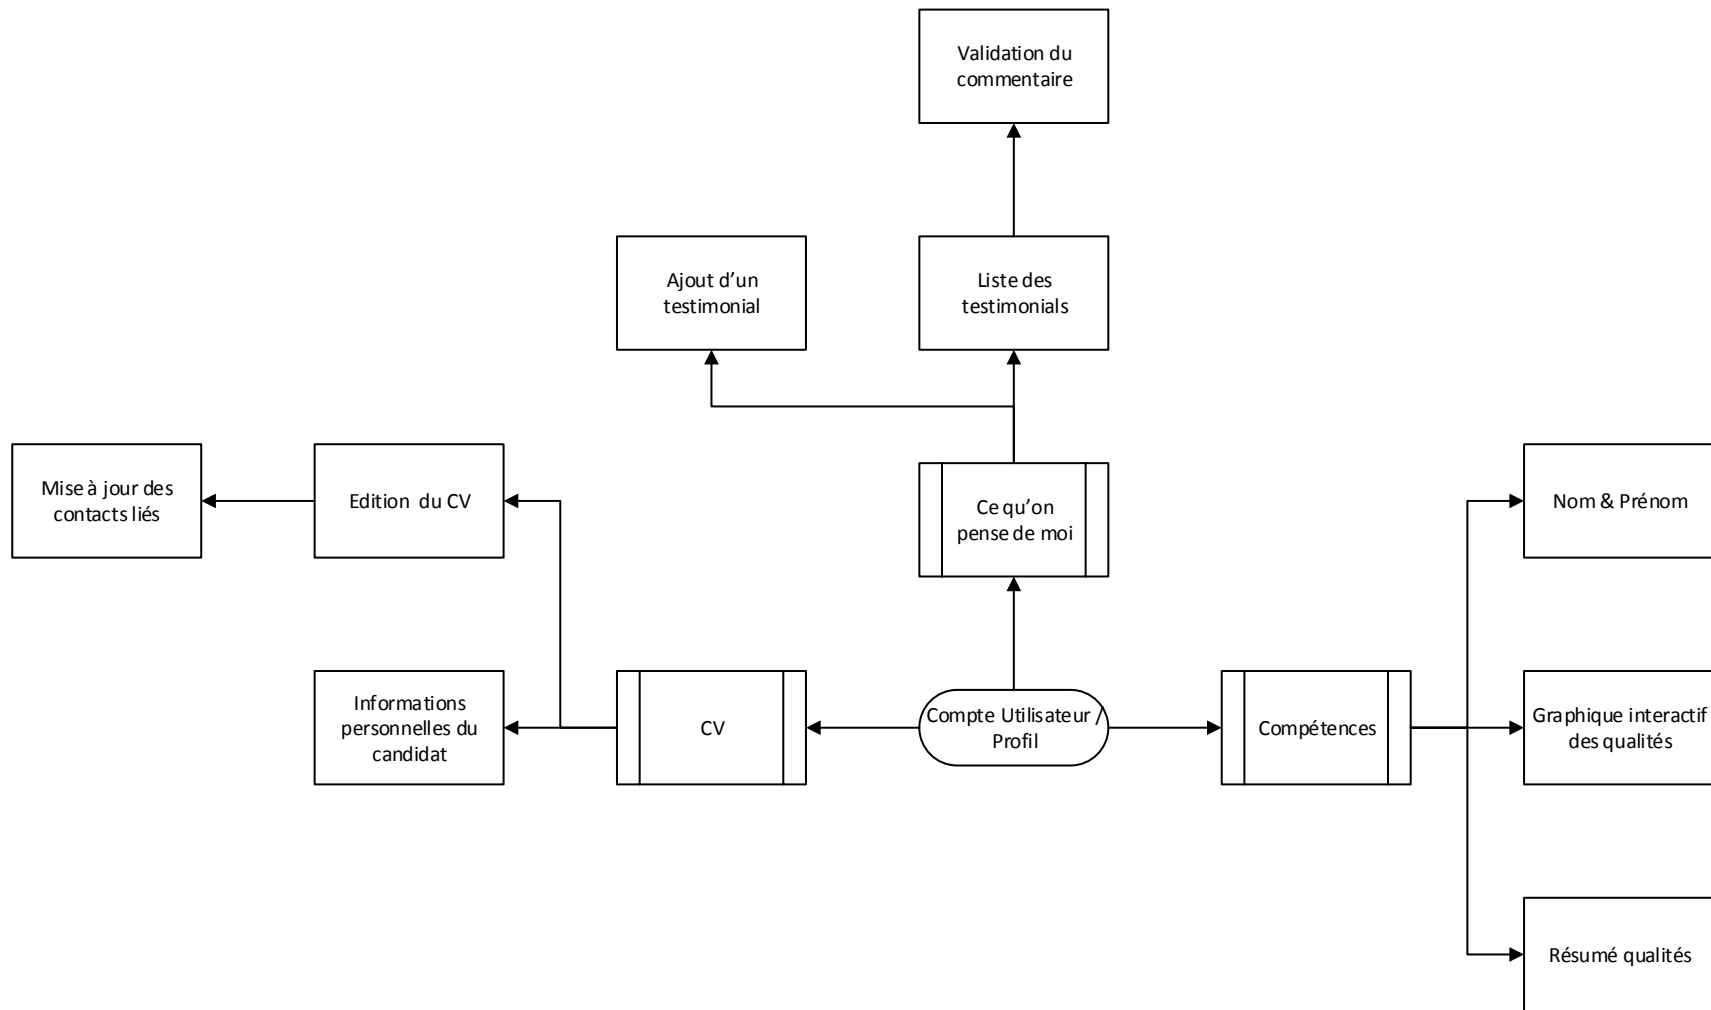 Validation du
commentaire
Ajout d’un
testimonial
Liste des
testimonials
Mise à jour des
contacts liés
Edition du CV
Ce qu’on
pense de moi
Nom & Prénom
Informations
personnelles du
candidat
CV
Compte Utilisateur /
Profil
Compétences
Graphique interactif
des qualités
Résumé qualités